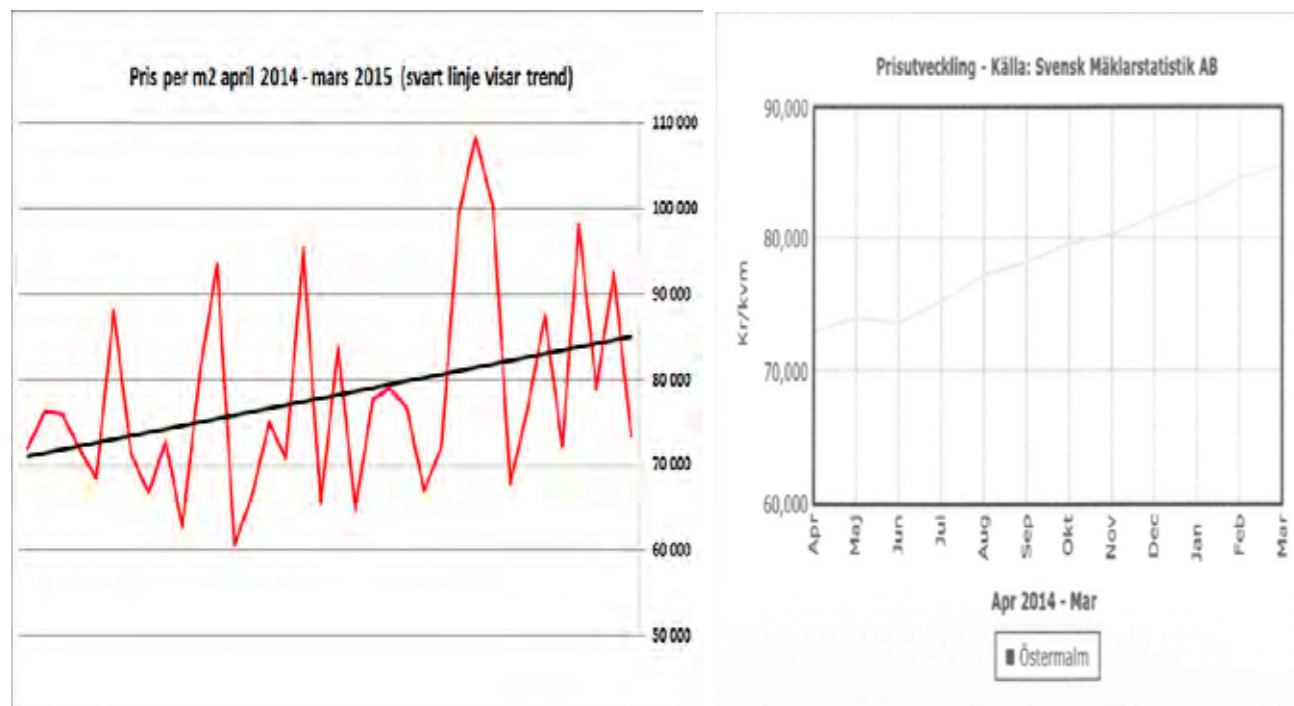 Pris per m2 april 2014 - mars 2015 (svart linje visar trend)
110 000
100 000
90 000
80 000
70 000
60 000
50 000
Prisutveckling - Källa: Svensk Mäklarstatistik AB
90,000
80,000
70,000
60,000
Kr/kvm
Apr
Maj
Jun
Jul
Aug
Sep
Okt
Nov
Dec
Jan
Feb
Mar
Apr 2014 - Mar
Östermalm